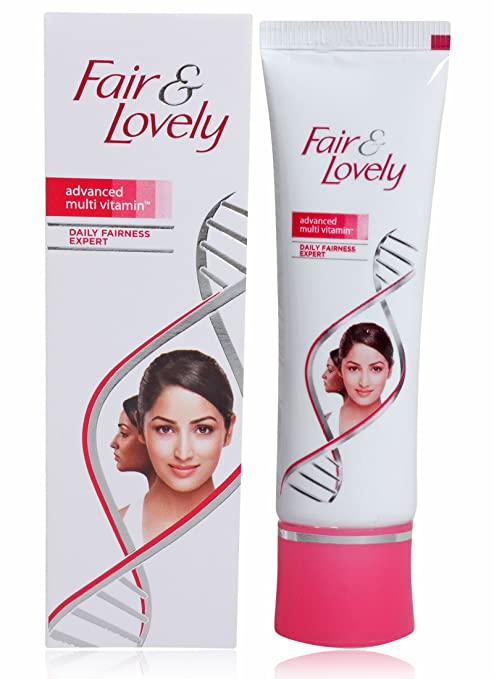 Fair &
Lovely
advanced
multi vitamin™
DAILY FAIRNESS
EXPERT
Fair &
Lovely
advanced
multi vitamin™
DAILY FAIRNESS
EXPERT